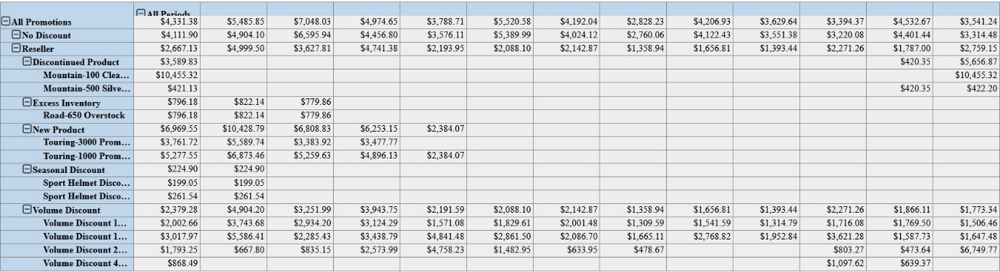 All Periods
All Promotions $4,331.38 $5,485.85 $7,048.03 $4,974.65 $3,788.71 $5,520.58 $4,192.04 $2,828.23 $4,206.93 $3,629.64 $3,394.37 $4,532.67 $3,541.24
No Discount $4,111.90 $4,904.10 $6,595.94 $4,456.80 $3,576.11 $5,389.99 $4,024.12 $2,760.06 $4,122.43 $3,551.38 $3,220.08 $4,401.44 $3,314.48
Reseller $2,667.13 $4,999.50 $3,627.81 $4,741.38 $2,193.95 $2,088.10 $2,142.87 $1,358.94 $1,656.81 $1,393.44 $2,271.26 $1,787.00 $2,759.15
Discontinued Product $3,589.83 $420.35 $5,656.87
Mountain-100 Clea... $10,455.32 $10,455.32
Mountain-500 Silve... $421.13 $420.35 $422.20
Excess Inventory $796.18 $822.14 $779.86
Road-650 Overstock $796.18 $822.14 $779.86
New Product $6,969.55 $10,428.79 $6,808.83 $6,253.15 $2,384.07
Touring-3000 Prom... $3,761.72 $5,589.74 $3,383.92 $3,477.77
Touring-1000 Prom... $5,277.55 $6,873.46 $5,259.63 $4,896.13 $2,384.07
Seasonal Discount $224.90 $224.90
Sport Helmet Disco... $199.05 $199.05
Sport Helmet Disco... $261.54 $261.54
Volume Discount $2,379.28 $4,904.20 $3,251.99 $3,943.75 $2,191.59 $2,088.10 $2,142.87 $1,358.94 $1,656.81 $1,393.44 $2,271.26 $1,866.11 $1,773.34
Volume Discount 1... $2,002.66 $3,743.68 $2,934.20 $3,124.29 $1,571.08 $1,829.61 $2,001.48 $1,309.59 $1,541.59 $1,314.79 $1,716.08 $1,769.50 $1,506.46
Volume Discount 1... $3,017.97 $5,586.41 $2,285.43 $3,438.79 $4,841.48 $2,861.50 $2,086.70 $1,665.11 $2,768.82 $1,952.84 $3,621.28 $1,587.73 $1,647.48
Volume Discount 2... $1,793.25 $667.80 $835.15 $2,573.99 $4,758.23 $1,482.95 $633.95 $478.67 $803.27 $473.64 $6,749.77
Volume Discount 4... $868.49 $1,097.62 $639.37